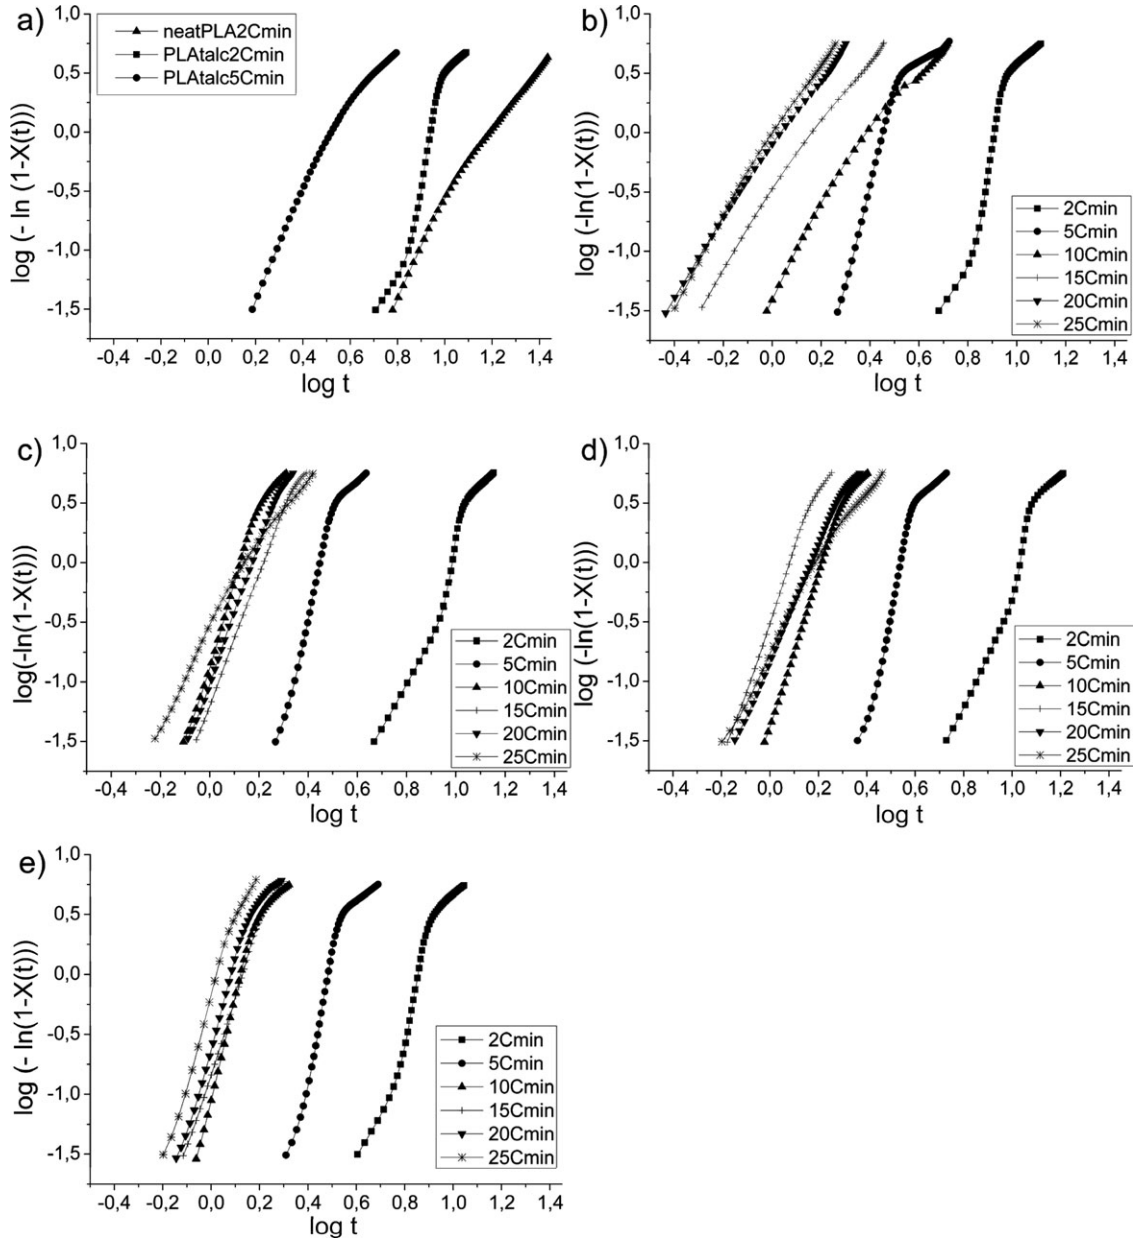 a)
neatPLA2Cmin
PLAtalc2Cmin
PLAtalc5Cmin
1,0
0,5
0,0
-0,5
-1,0
-1,5
log (- ln (1-X(t)))
-0,4 -0,2 0,0 0,2 0,4 0,6 0,8 1,0 1,2 1,4
log t
b)
1,0
0,5
0,0
-0,5
-1,0
-1,5
log (-ln(1-X(t)))
2Cmin
5Cmin
10Cmin
15Cmin
20Cmin
25Cmin
-0,4 -0,2 0,0 0,2 0,4 0,6 0,8 1,0 1,2 1,4
log t
c)
1,0
0,5
0,0
-0,5
-1,0
-1,5
log(-ln(1-X(t)))
2Cmin
5Cmin
10Cmin
15Cmin
20Cmin
25Cmin
-0,4 -0,2 0,0 0,2 0,4 0,6 0,8 1,0 1,2 1,4
log t
d)
1,0
0,5
0,0
-0,5
-1,0
-1,5
log (-ln(1-X(t)))
2Cmin
5Cmin
10Cmin
15Cmin
20Cmin
25Cmin
-0,4 -0,2 0,0 0,2 0,4 0,6 0,8 1,0 1,2 1,4
log t
e)
1,0
0,5
0,0
-0,5
-1,0
-1,5
log (- ln(1-X(t)))
2Cmin
5Cmin
10Cmin
15Cmin
20Cmin
25Cmin
-0,4 -0,2 0,0 0,2 0,4 0,6 0,8 1,0 1,2 1,4
log t